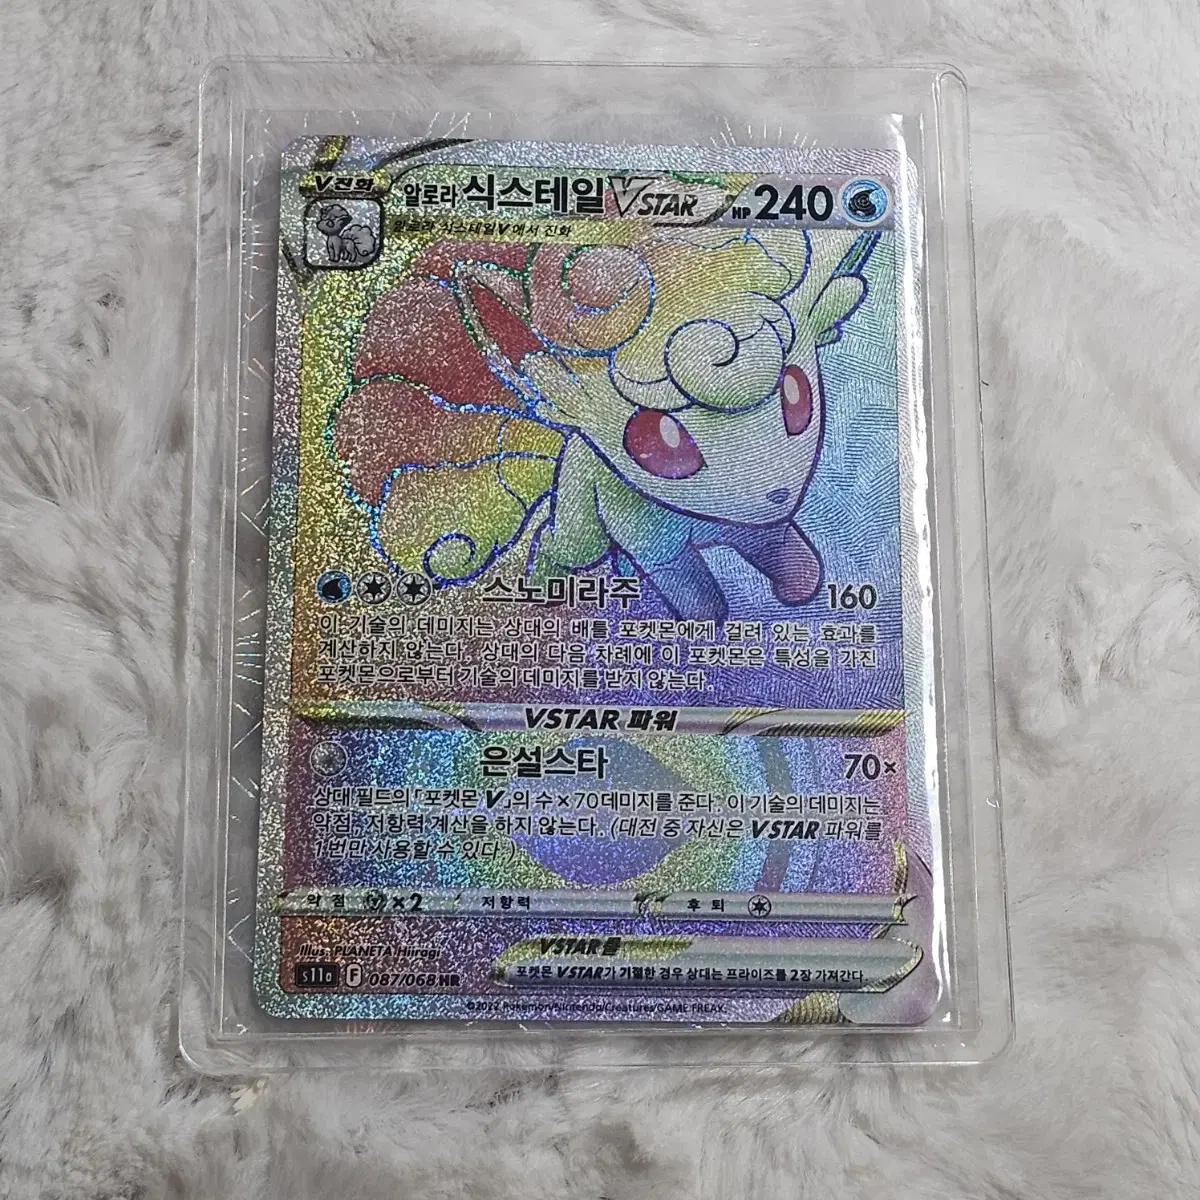 V진화
알로라 식스테일 VSTAR HP 240
알로라 식스테일V에서 진화
스노미라주 160
이 기술의 데미지는 상대의 배틀 포켓몬에게 걸려 있는 효과를
계산하지 않는다. 상대의 다음 차례에 이 포켓몬은 특성을 가진
포켓몬으로부터 기술의 데미지를 받지 않는다.
VSTAR 파워
은설스타 70×
상대 필드의 「포켓몬 V」의 수×70데미지를 준다. 이 기술의 데미지는
약점, 저항력 계산을 하지 않는다. (대전 중 자신은 VSTAR 파워를
1번만 사용할 수 있다.)
약점 ×2 저항력 후퇴
Illus. PLANETA Hiiragi
VSTAR룰
s11a F 087/068 HR
포켓몬 VSTAR가 기절한 경우 상대는 프라이즈를 2장 가져간다.
©2022 Pokémon/Nintendo/Creatures/GAME FREAK.